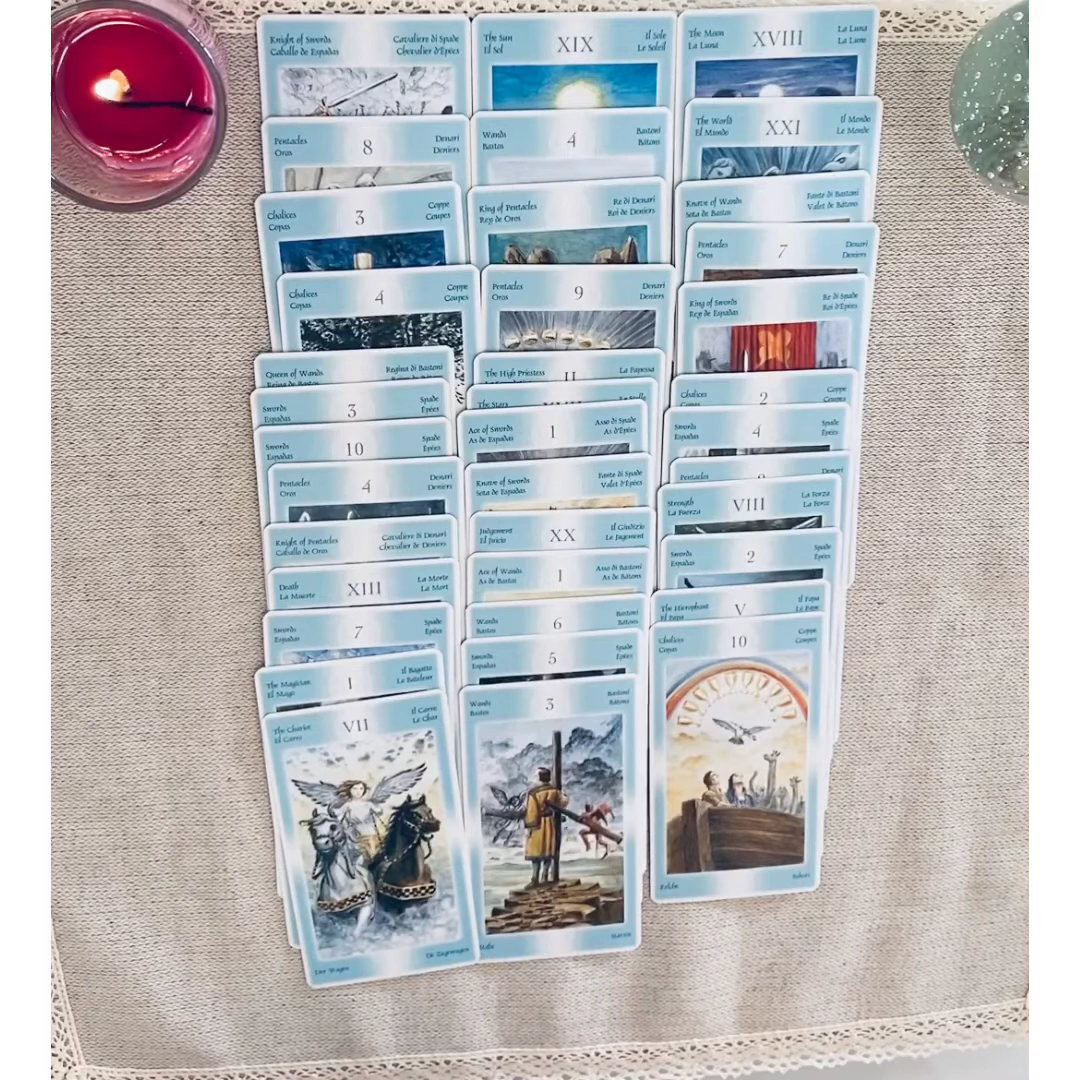 Knight of Swords Cavaliere di Spade
Caballo de Espadas Chevalier d'Epées
Pentacles 8 Denari
Oros Deniers
Chalices 3 Coppe
Copas Coupes
Chalices 4 Coppe
Copas Coupes
Queen of Wands Regina di Bastoni
Swords 3 Spade
Espadas Épées
Swords 10 Spade
Espadas Épées
Pentacles 4 Denari
Oros Deniers
Knight of Pentacles Cavaliere di Denari
Caballo de Oros Chevalier de Deniers
Death XIII La Morte
La Muerte La Mort
Swords 7 Spade
Espadas Épées
The Magician I Il Bagatto
El Mago Le Bateleur
The Chariot VII Il Carro
El Carro Le Char
Der Wagen
The Sun XIX Il Sole
El Sol Le Soleil
Wands 4 Bastoni
Bastos Bâtons
King of Pentacles Re di Denari
Rey de Oros Roi de Deniers
Pentacles 9 Denari
Oros Deniers
The High Priestess II La Papessa
The Stars Le Stelle
Ace of Swords 1 Asso di Spade
As de Espadas As d'Épées
Knave of Swords Fante di Spade
Sota de Espadas Valet d'Épées
Judgement XX Il Giudizio
El Juicio Le Jugement
Ace of Wands 1 Asso di Bastoni
As de Bastos As de Bâtons
Wands 6 Bastoni
Bastos Bâtons
Swords 5 Spade
Espadas Épées
Wands 3 Bastoni
Bastos Bâtons
The Moon XVIII La Luna
La Luna La Lune
The World XXI Il Mondo
El Mundo Le Monde
Knave of Wands Fante di Bastoni
Sota de Bastos Valet de Bâtons
Pentacles 7 Denari
Oros Deniers
King of Swords Re di Spade
Rey de Espadas Roi d'Épées
Chalices 2 Coppe
Copas Coupes
Swords 4 Spade
Espadas Épées
Pentacles Denari
Strength VIII La Forza
La Fuerza La Force
Swords 2 Spade
Espadas Épées
The Hierophant V Il Papa
El Papa Le Pape
Chalices 10 Coppe
Copas Coupes
Kelche